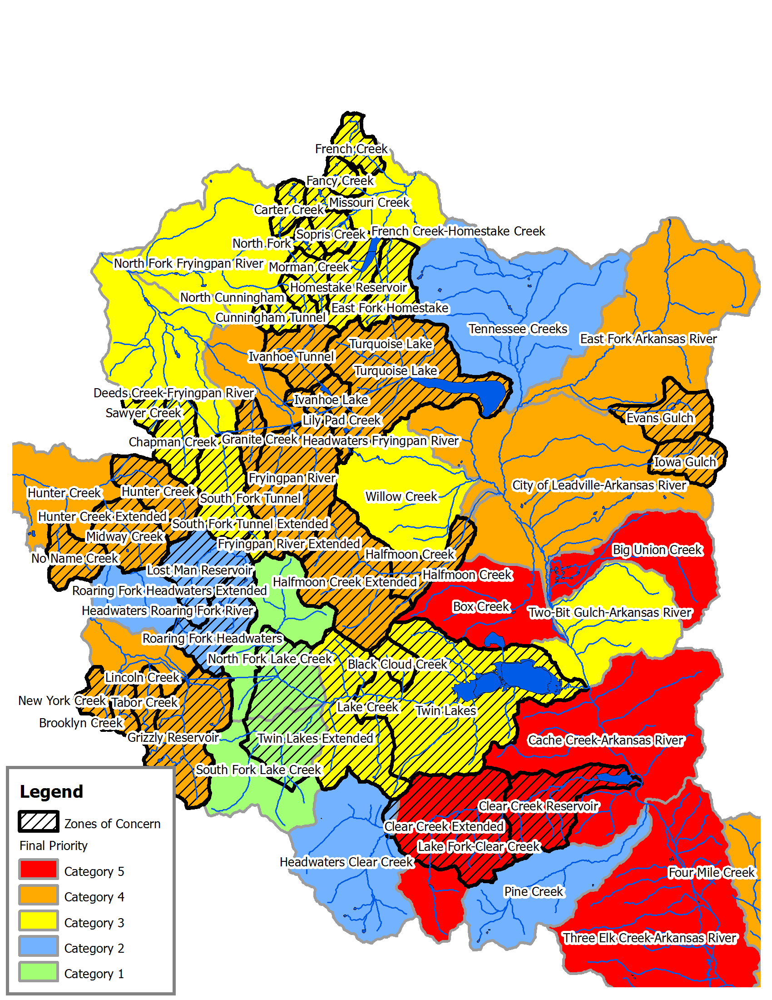 French Creek
Fancy Creek
Missouri Creek
Carter Creek
French Creek-Homestake Creek
Sopris Creek
North Fork
North Fork Fryingpan River
Morman Creek
Homestake Reservoir
North Cunningham
East Fork Homestake
Cunningham Tunnel
Tennessee Creeks
East Fork Arkansas River
Turquoise Lake
Ivanhoe Tunnel
Turquoise Lake
Deeds Creek-Fryingpan River
Ivanhoe Lake
Sawyer Creek
Evans Gulch
Lily Pad Creek
Chapman Creek
Granite Creek
Headwaters Fryingpan River
Iowa Gulch
Fryingpan River
City of Leadville-Arkansas River
Hunter Creek
Hunter Creek
Willow Creek
South Fork Tunnel
Hunter Creek Extended
South Fork Tunnel Extended
Midway Creek
Fryingpan River Extended
Big Union Creek
No Name Creek
Halfmoon Creek
Lost Man Reservoir
Halfmoon Creek
Halfmoon Creek Extended
Roaring Fork Headwaters Extended
Box Creek
Headwaters Roaring Fork River
Two-Bit Gulch-Arkansas River
Roaring Fork Headwaters
North Fork Lake Creek
Black Cloud Creek
Lincoln Creek
New York Creek
Tabor Creek
Lake Creek
Twin Lakes
Brooklyn Creek
Grizzly Reservoir
Twin Lakes Extended
Cache Creek-Arkansas River
South Fork Lake Creek
Clear Creek Reservoir
Clear Creek Extended
Lake Fork-Clear Creek
Headwaters Clear Creek
Four Mile Creek
Pine Creek
Three Elk Creek-Arkansas River
Legend
Zones of Concern
Final Priority
Category 5
Category 4
Category 3
Category 2
Category 1